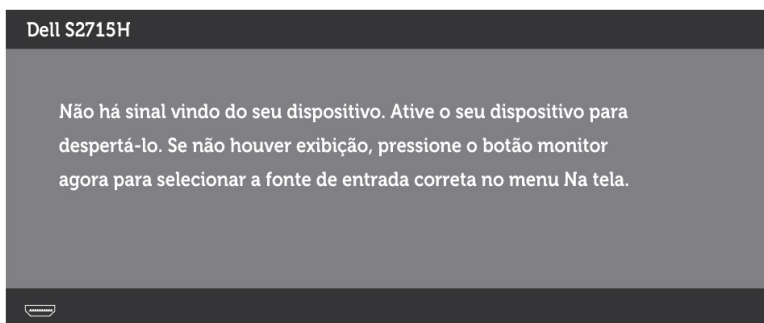 Dell S2715H
Não há sinal vindo do seu dispositivo. Ative o seu dispositivo para
despertá-lo. Se não houver exibição, pressione o botão monitor
agora para selecionar a fonte de entrada correta no menu Na tela.